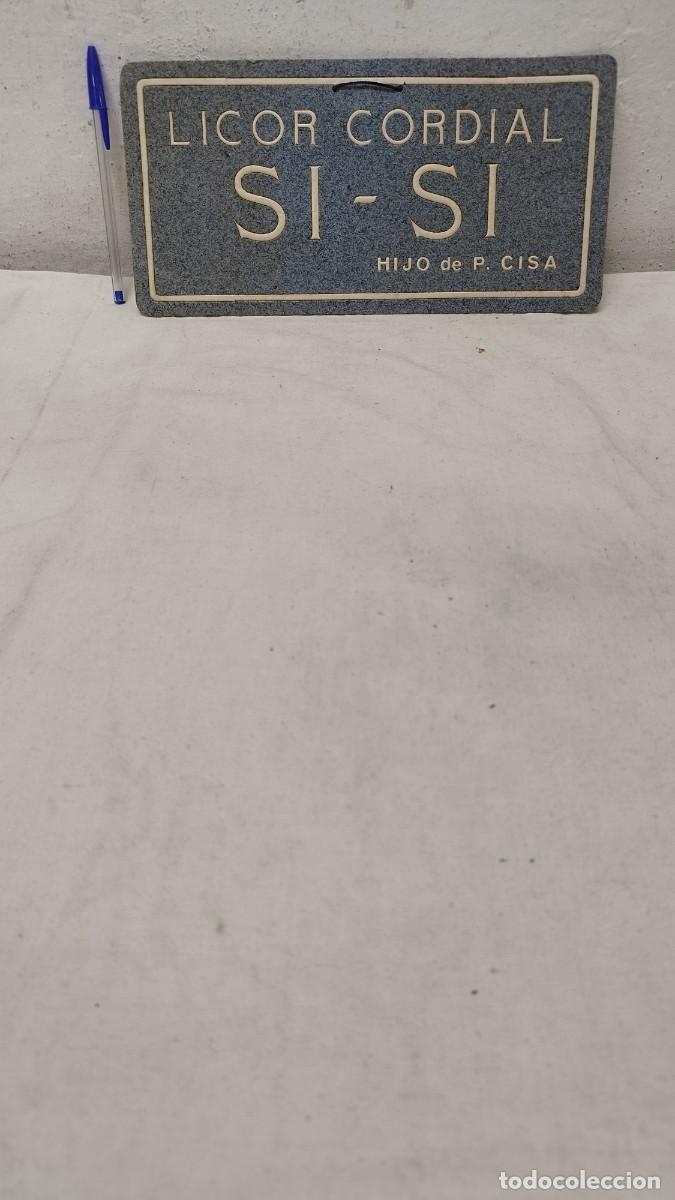 LICOR CORDIAL
SI-SI
HIJO de P. CISA
todocoleccion